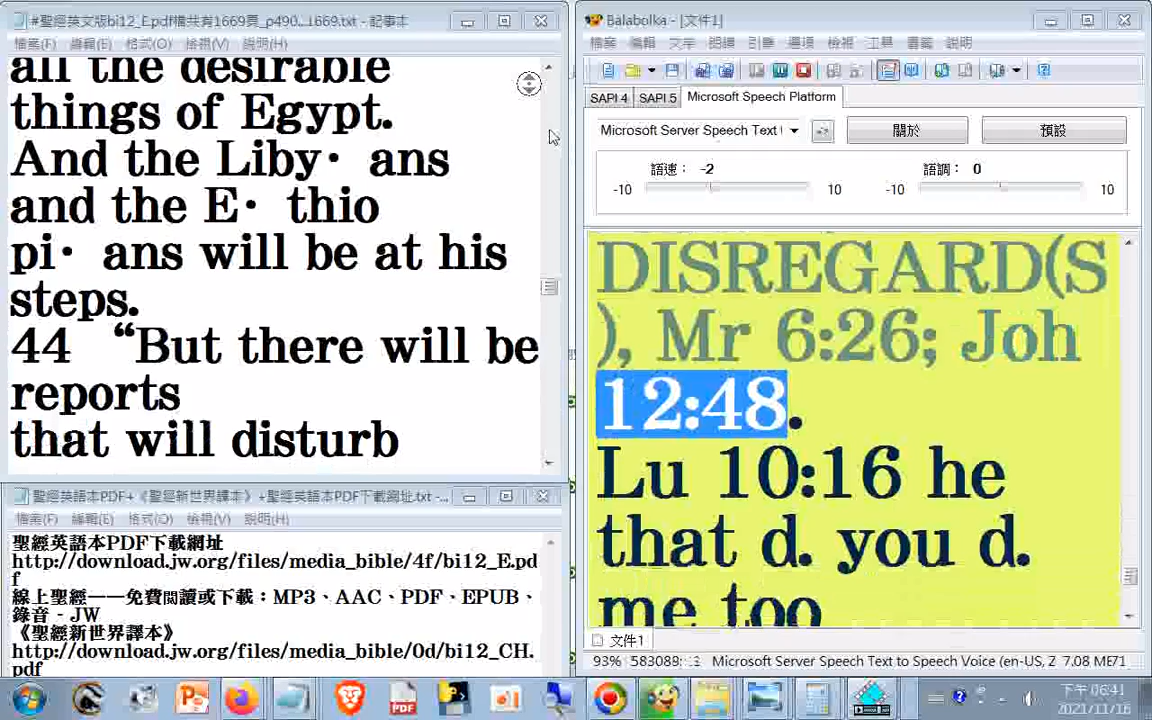 #聖經英文版bi12_E.pdf檔共有1669頁_p490...1669.txt - 記事本
檔案(F) 編輯(E) 格式(O) 檢視(V) 說明(H)
all the desirable
things of Egypt.
And the Liby· ans
and the E· thio
pi· ans will be at his
steps.
44 “But there will be
reports
that will disturb
聖經英語本PDF+《聖經新世界譯本》+聖經英語本PDF下載網址.txt - ...
檔案(F) 編輯(E) 格式(O) 檢視(V) 說明(H)
聖經英語本PDF下載網址
http://download.jw.org/files/media_bible/4f/bi12_E.pd
f
線上聖經——免費閱讀或下載：MP3、AAC、PDF、EPUB、
錄音 - JW
《聖經新世界譯本》
http://download.jw.org/files/media_bible/0d/bi12_CH.
pdf
Balabolka - [文件1]
檔案 編輯 文字 朗讀 引擎 選項 檢視 工具 書籤 說明
SAPI 4 SAPI 5 Microsoft Speech Platform
Microsoft Server Speech Text 關於 預設
語速： -2 語調： 0
-10 10 -10 10
DISREGARD(S
), Mr 6:26; Joh
12:48.
Lu 10:16 he
that d. you d.
me too
文件1
93% Microsoft Server Speech Text to Speech Voice (en-US, Z 7.08 ME71
PDF
下午 06:41
2021/11/16